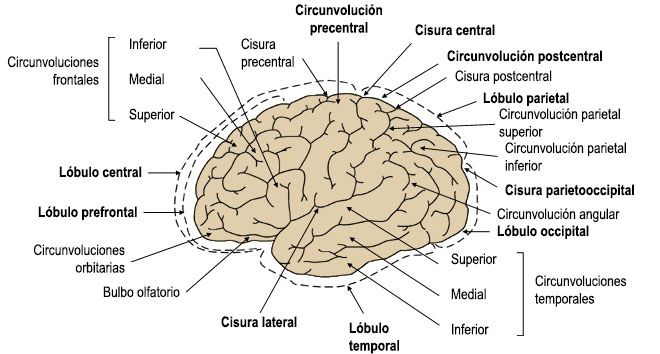 Circunvolución
precentral
Cisura central
Inferior
Cisura
precentral
Circunvoluciones
frontales
Medial
Superior
Circunvolución postcentral
Cisura postcentral
Lóbulo parietal
Circunvolución parietal
superior
Circunvolución parietal
inferior
Lóbulo central
Cisura parietooccipital
Lóbulo prefrontal
Circunvolución angular
Lóbulo occipital
Circunvoluciones
orbitarias
Bulbo olfatorio
Superior
Medial
Inferior
Circunvoluciones
temporales
Cisura lateral
Lóbulo
temporal